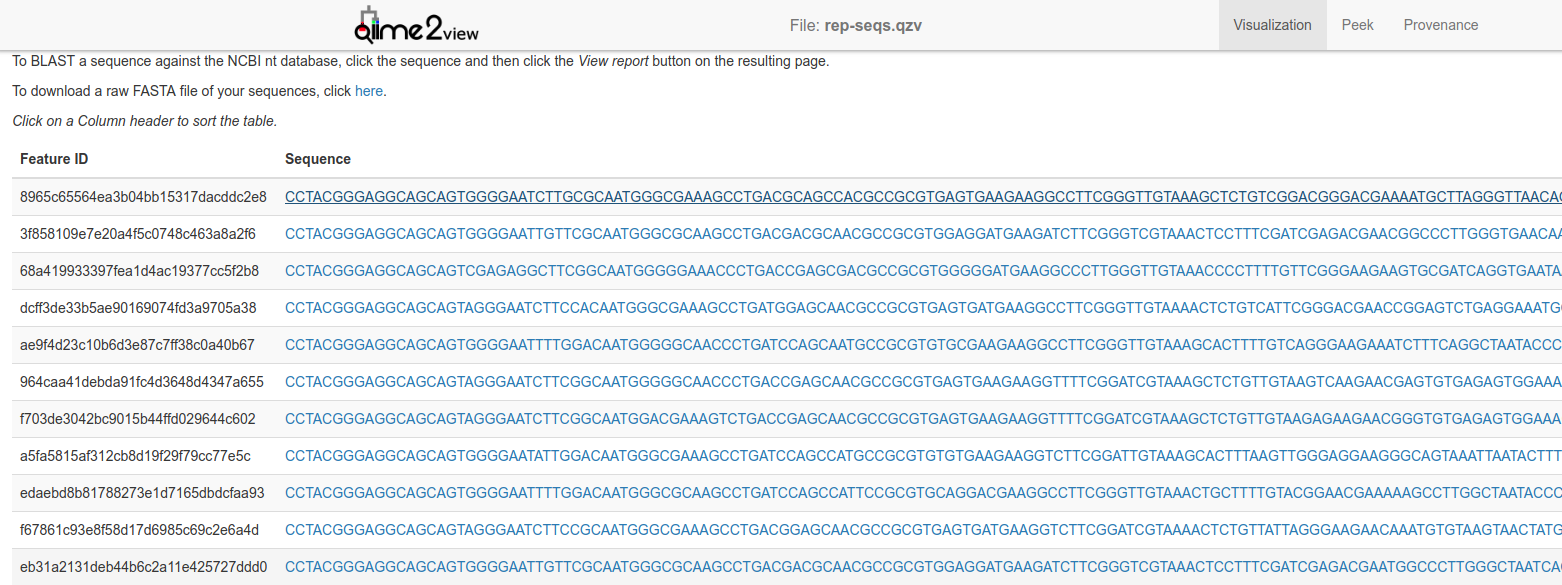 qiime2view File: rep-seqs.qzv Visualization Peek Provenance
To BLAST a sequence against the NCBI nt database, click the sequence and then click the View report button on the resulting page.
To download a raw FASTA file of your sequences, click here.
Click on a Column header to sort the table.
Feature ID Sequence
8965c65564ea3b04bb15317dacddc2e8 CCTACGGGAGGCAGCAGTGGGGAATCTTGCGCAATGGGCGAAAGCCTGACGCAGCCACGCCGCGTGAGTGAAGAAGGCCTTCGGGTTGTAAAGCTCTGTCGGACGGGACGAAAATGCTTAGGGTTAACAC
3f858109e7e20a4f5c0748c463a8a2f6 CCTACGGGAGGCAGCAGTGGGGAATTGTTCGCAATGGGCGCAAGCCTGACGACGCAACGCCGCGTGGAGGATGAAGATCTTCGGGTCGTAAACTCCTTTCGATCGAGACGAACGGCCCTTGGGTGAACAA
68a419933397fea1d4ac19377cc5f2b8 CCTACGGGAGGCAGCAGTCGAGAGGCTTCGGCAATGGGGGAAACCCTGACCGAGCGACGCCGCGTGGGGGATGAAGGCCCTTGGGTTGTAAACCCCTTTTGTTCGGGAAGAAGTGCGATCAGGTGAATA
dcff3de33b5ae90169074fd3a9705a38 CCTACGGGAGGCAGCAGTAGGGAATCTTCCACAATGGGCGAAAGCCTGATGGAGCAACGCCGCGTGAGTGATGAAGGCCTTCGGGTTGTAAAACTCTGTCATTCGGGACGAACCGGAGTCTGAGGAAATG
ae9f4d23c10b6d3e87c7ff38c0a40b67 CCTACGGGAGGCAGCAGTGGGGAATTTTGGACAATGGGGGCAACCCTGATCCAGCAATGCCGCGTGTGCGAAGAAGGCCTTCGGGTTGTAAAGCACTTTTGTCAGGGAAGAAATCTTTCAGGCTAATACCC
964caa41debda91fc4d3648d4347a655 CCTACGGGAGGCAGCAGTAGGGAATCTTCGGCAATGGGGGCAACCCTGACCGAGCAACGCCGCGTGAGTGAAGAAGGTTTTCGGATCGTAAAGCTCTGTTGTAAGTCAAGAACGAGTGTGAGAGTGGAAA
f703de3042bc9015b44ffd029644c602 CCTACGGGAGGCAGCAGTAGGGAATCTTCGGCAATGGACGAAAGTCTGACCGAGCAACGCCGCGTGAGTGAAGAAGGTTTTCGGATCGTAAAGCTCTGTTGTAAGAGAAGAACGGGTGTGAGAGTGGAAA
a5fa5815af312cb8d19f29f79cc77e5c CCTACGGGAGGCAGCAGTGGGGAATATTGGACAATGGGCGAAAGCCTGATCCAGCCATGCCGCGTGTGTGAAGAAGGTCTTCGGATTGTAAAGCACTTTAAGTTGGGAGGAAGGGCAGTAAATTAATACTTT
edaebd8b81788273e1d7165dbdcfaa93 CCTACGGGAGGCAGCAGTGGGGAATTTTGGACAATGGGCGCAAGCCTGATCCAGCCATTCCGCGTGCAGGACGAAGGCCTTCGGGTTGTAAACTGCTTTTGTACGGAACGAAAAAGCCTTGGCTAATACCC
f67861c93e8f58d17d6985c69c2e6a4d CCTACGGGAGGCAGCAGTAGGGAATCTTCCGCAATGGGCGAAAGCCTGACGGAGCAACGCCGCGTGAGTGATGAAGGTCTTCGGATCGTAAAACTCTGTTATTAGGGAAGAACAAATGTGTAAGTAACTATG
eb31a2131deb44b6c2a11e425727ddd0 CCTACGGGAGGCAGCAGTGGGGAATTGTTCGCAATGGGCGCAAGCCTGACGACGCAACGCCGCGTGGAGGATGAAGATCTTCGGGTCGTAAACTCCTTTCGATCGAGACGAATGGCCCTTGGGCTAATCA